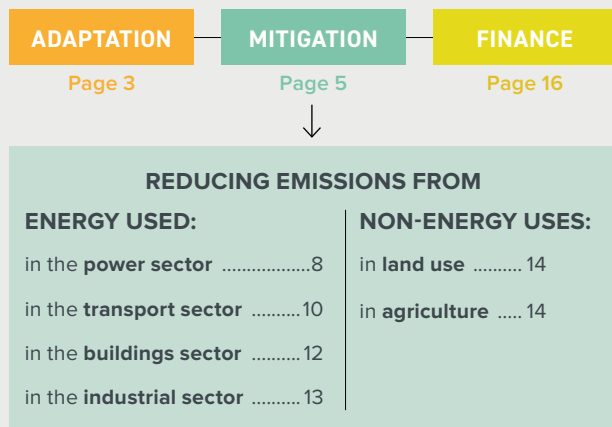 ADAPTATION MITIGATION FINANCE
Page 3 Page 5 Page 16
REDUCING EMISSIONS FROM
ENERGY USED:
in the power sector ..................8
in the transport sector ..........10
in the buildings sector ..........12
in the industrial sector ..........13
NON-ENERGY USES:
in land use .......... 14
in agriculture ..... 14